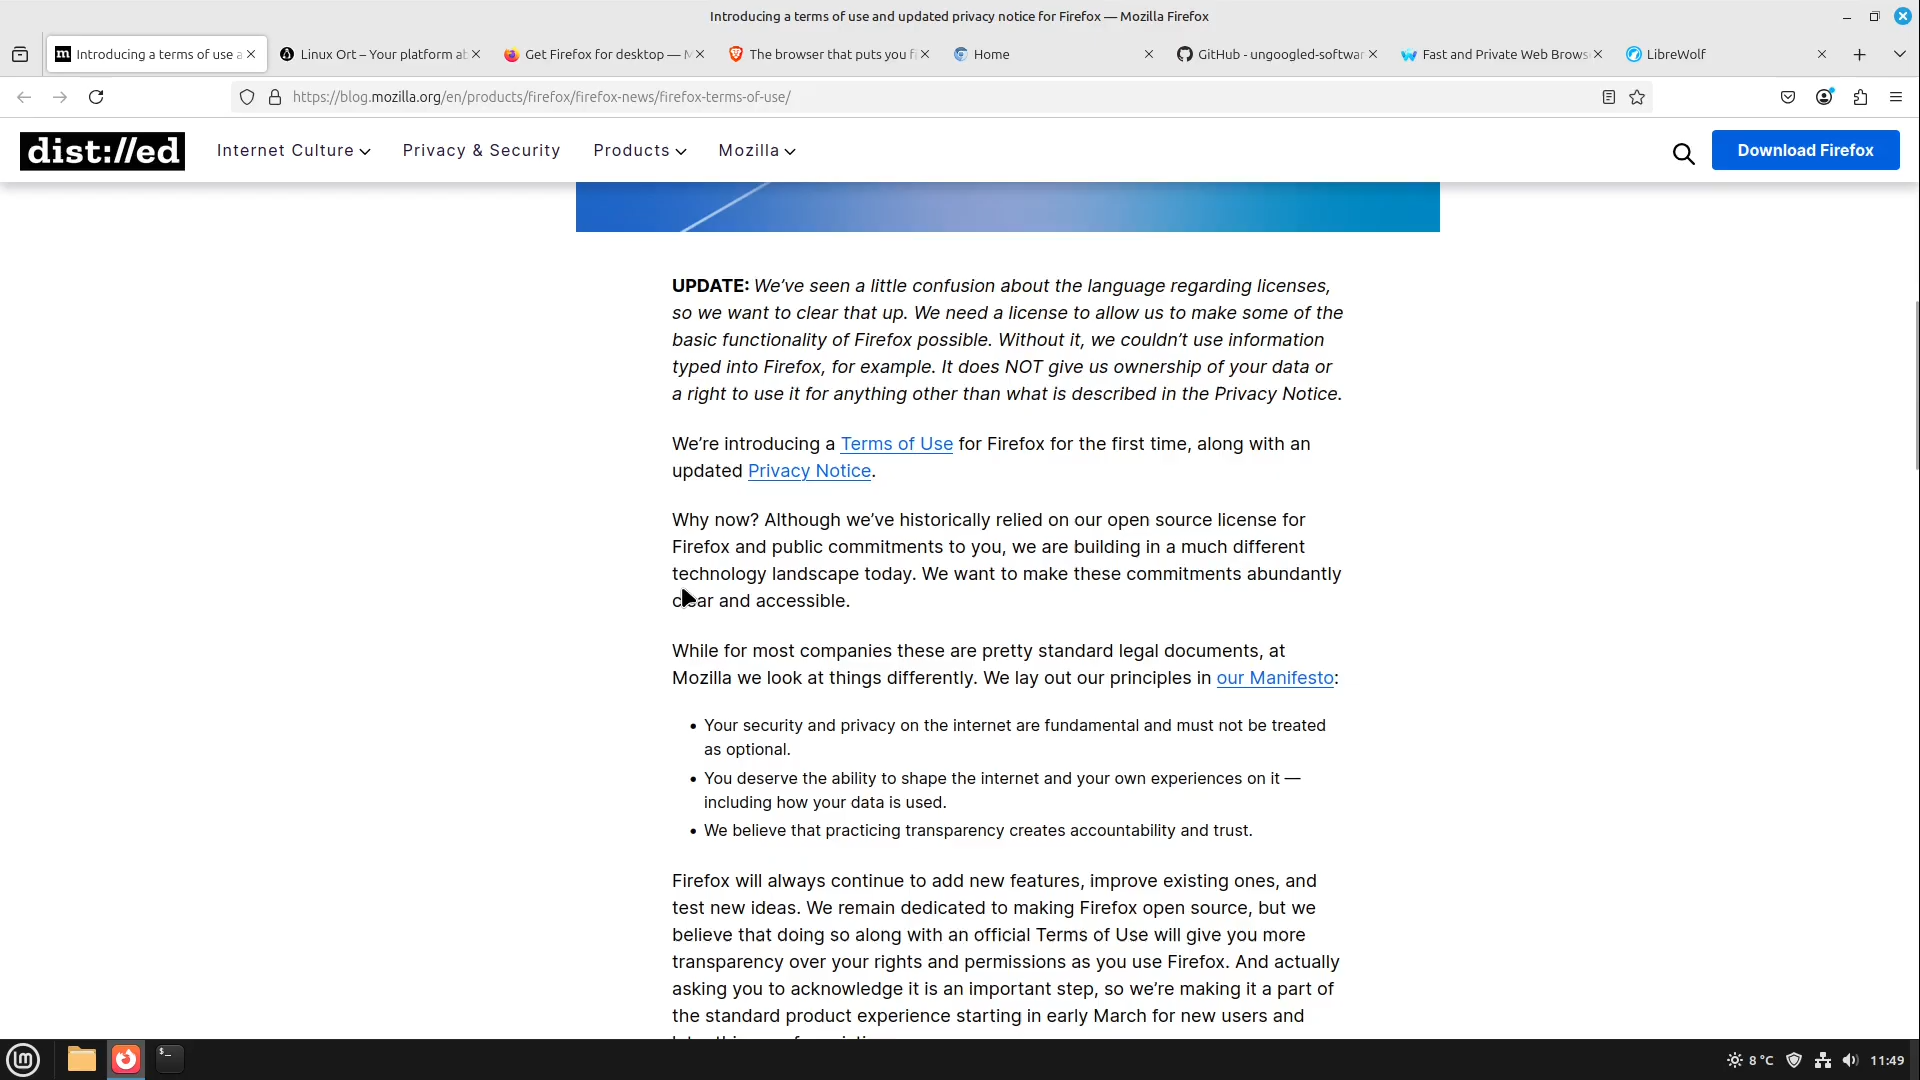 Introducing a terms of use and updated privacy notice for Firefox — Mozilla Firefox
Introducing a terms of use a
Linux Ort – Your platform ab
Get Firefox for desktop — M
The browser that puts you fi
Home
GitHub - ungoogled-softwar
Fast and Private Web Brows
LibreWolf
https://blog.mozilla.org/en/products/firefox/firefox-news/firefox-terms-of-use/
dist://ed
Internet Culture
Privacy & Security
Products
Mozilla
Download Firefox
UPDATE: We’ve seen a little confusion about the language regarding licenses,
so we want to clear that up. We need a license to allow us to make some of the
basic functionality of Firefox possible. Without it, we couldn’t use information
typed into Firefox, for example. It does NOT give us ownership of your data or
a right to use it for anything other than what is described in the Privacy Notice.
We’re introducing a Terms of Use for Firefox for the first time, along with an
updated Privacy Notice.
Why now? Although we’ve historically relied on our open source license for
Firefox and public commitments to you, we are building in a much different
technology landscape today. We want to make these commitments abundantly
clear and accessible.
While for most companies these are pretty standard legal documents, at
Mozilla we look at things differently. We lay out our principles in our Manifesto:
• Your security and privacy on the internet are fundamental and must not be treated
as optional.
• You deserve the ability to shape the internet and your own experiences on it —
including how your data is used.
• We believe that practicing transparency creates accountability and trust.
Firefox will always continue to add new features, improve existing ones, and
test new ideas. We remain dedicated to making Firefox open source, but we
believe that doing so along with an official Terms of Use will give you more
transparency over your rights and permissions as you use Firefox. And actually
asking you to acknowledge it is an important step, so we’re making it a part of
the standard product experience starting in early March for new users and
8 °C
11:49